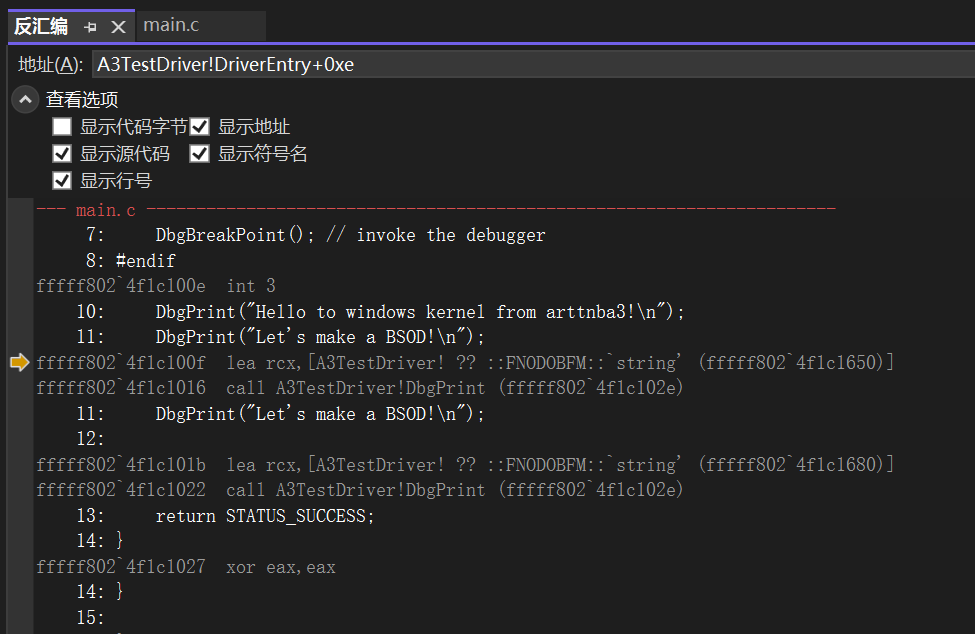 反汇编 main.c
地址(A): A3TestDriver!DriverEntry+0xe
查看选项
显示代码字节 显示地址
显示源代码 显示符号名
显示行号
--- main.c ---------------------------------------------------------------------
7:     DbgBreakPoint(); // invoke the debugger
8: #endif
fffff802`4f1c100e  int 3
10:     DbgPrint("Hello to windows kernel from arttnba3!\n");
11:     DbgPrint("Let's make a BSOD!\n");
fffff802`4f1c100f  lea rcx,[A3TestDriver! ?? ::FNODOBFM::`string' (fffff802`4f1c1650)]
fffff802`4f1c1016  call A3TestDriver!DbgPrint (fffff802`4f1c102e)
11:     DbgPrint("Let's make a BSOD!\n");
12:
fffff802`4f1c101b  lea rcx,[A3TestDriver! ?? ::FNODOBFM::`string' (fffff802`4f1c1680)]
fffff802`4f1c1022  call A3TestDriver!DbgPrint (fffff802`4f1c102e)
13:     return STATUS_SUCCESS;
14: }
fffff802`4f1c1027  xor eax,eax
14: }
15: